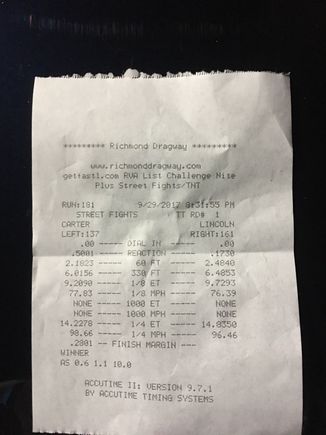 ********* Richmond Dragway *********
www.richmonddragway.com
getfast1.com RVA List Challenge Nite
Plus Street Fights/TNT
RUN:181 9/29/2017 8:31:55 PM
STREET FIGHTS TT RD# 1
CARTER LINCOLN
LEFT:137 RIGHT:161
.00 ----- DIAL IN ----- .00
.5001 ----- REACTION ----- .1730
2.1823 ----- 60 FT ----- 2.4840
6.0156 ----- 330 FT ----- 6.4853
9.2090 ----- 1/8 ET ----- 9.7293
77.83 ----- 1/8 MPH ----- 76.39
NONE ----- 1000 ET ----- NONE
NONE ----- 1000 MPH ----- NONE
14.2278 ----- 1/4 ET ----- 14.8350
98.66 ----- 1/4 MPH ----- 96.46
.2801 -- FINISH MARGIN ---
WINNER
AS 0.6 1.1 10.0
ACCUTIME II: VERSION 9.7.1
BY ACCUTIME TIMING SYSTEMS